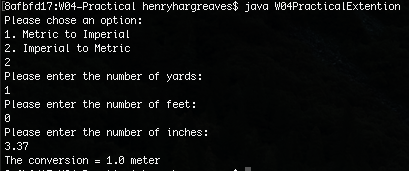 [8afbfd17:W04-Practical henryhargreaves$ java W04PracticalExtention
Please chose an option:
1. Metric to Imperial
2. Imperial to Metric
2
Please enter the number of yards:
1
Please enter the number of feet:
0
Please enter the number of inches:
3.37
The conversion = 1.0 meter